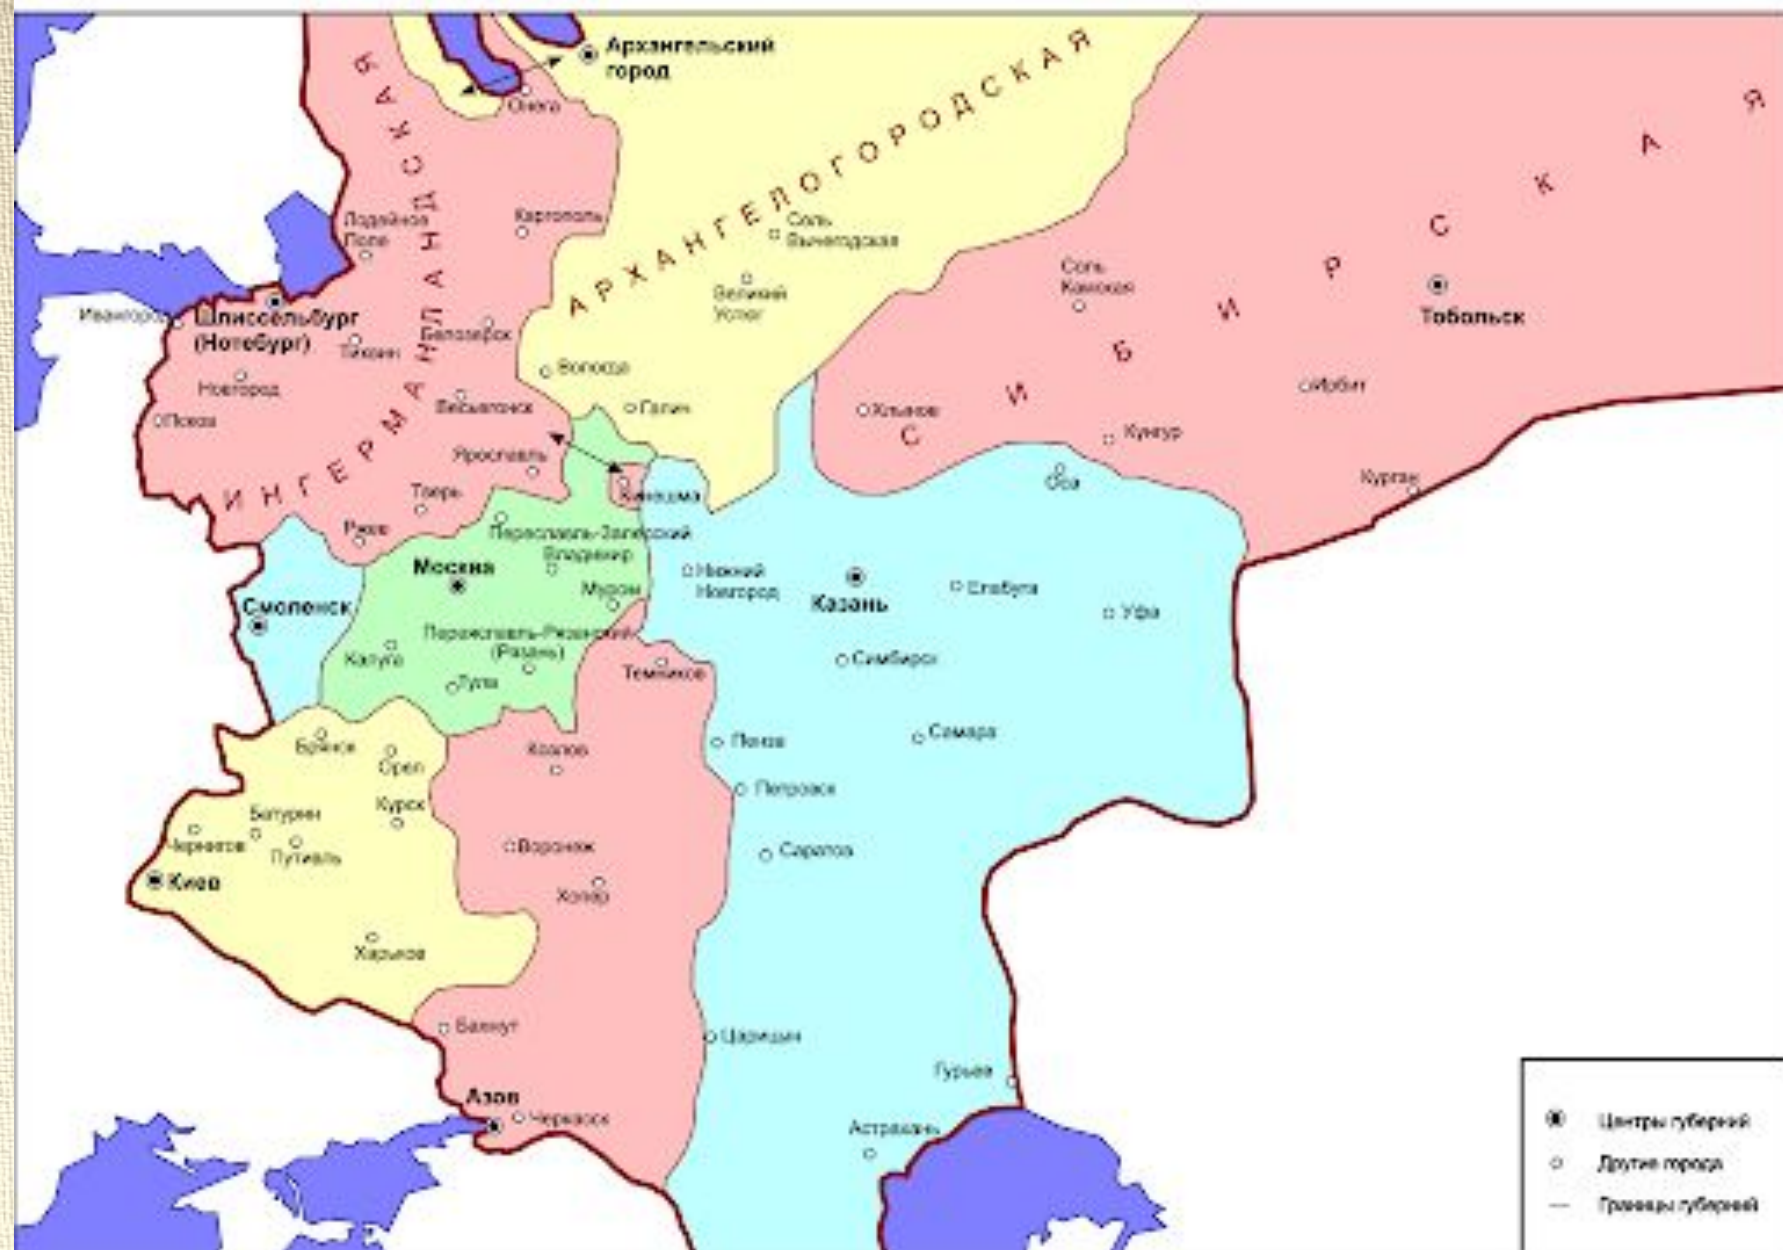 Архангельский
город
Онега
ИНГЕРМАНЛАНДСКАЯ
АРХАНГЕЛОГОРОДСКАЯ
СИБИРСКАЯ
Лодейное
Поле
Каргополь
Соль
Вычегодская
Великий
Устюг
Соль
Камская
Тобольск
Ивангород
Шлиссельбург
(Нотебург)
Тихвин
Белозерск
Новгород
Вологда
Псков
Весьегонск
Галич
Хлынов
Ирбит
Кунгур
Ярославль
Оса
Курган
Тверь
Кинешма
Ржев
Переславль-Залесский
Москва
Владимир
Нижний
Новгород
Муром
Казань
Елабуга
Уфа
Смоленск
Переяславль-Рязанский
(Рязань)
Калуга
Симбирск
Тула
Темников
Самара
Пенза
Брянск
Орел
Козлов
Петровск
Батурин
Курск
Чернигов
Путивль
Воронеж
Саратов
Киев
Хопер
Харьков
Бахмут
Царицын
Гурьев
Азов
Черкасск
Астрахань
Центры губерний
Другие города
Границы губерний